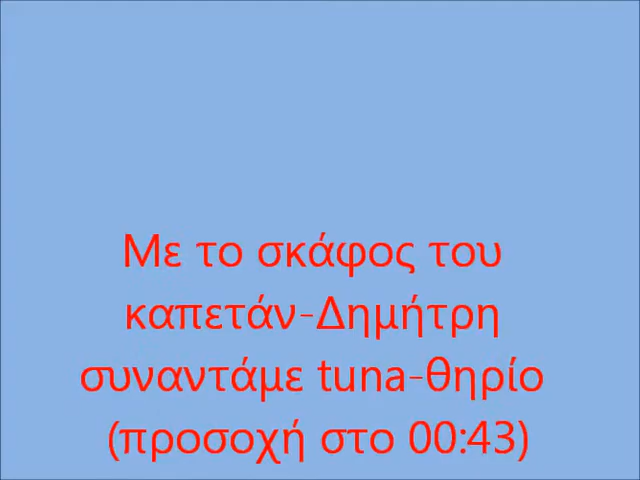 Με το σκάφος του
καπετάν-Δημήτρη
συναντάμε tuna-θηρίο
(προσοχή στο 00:43)